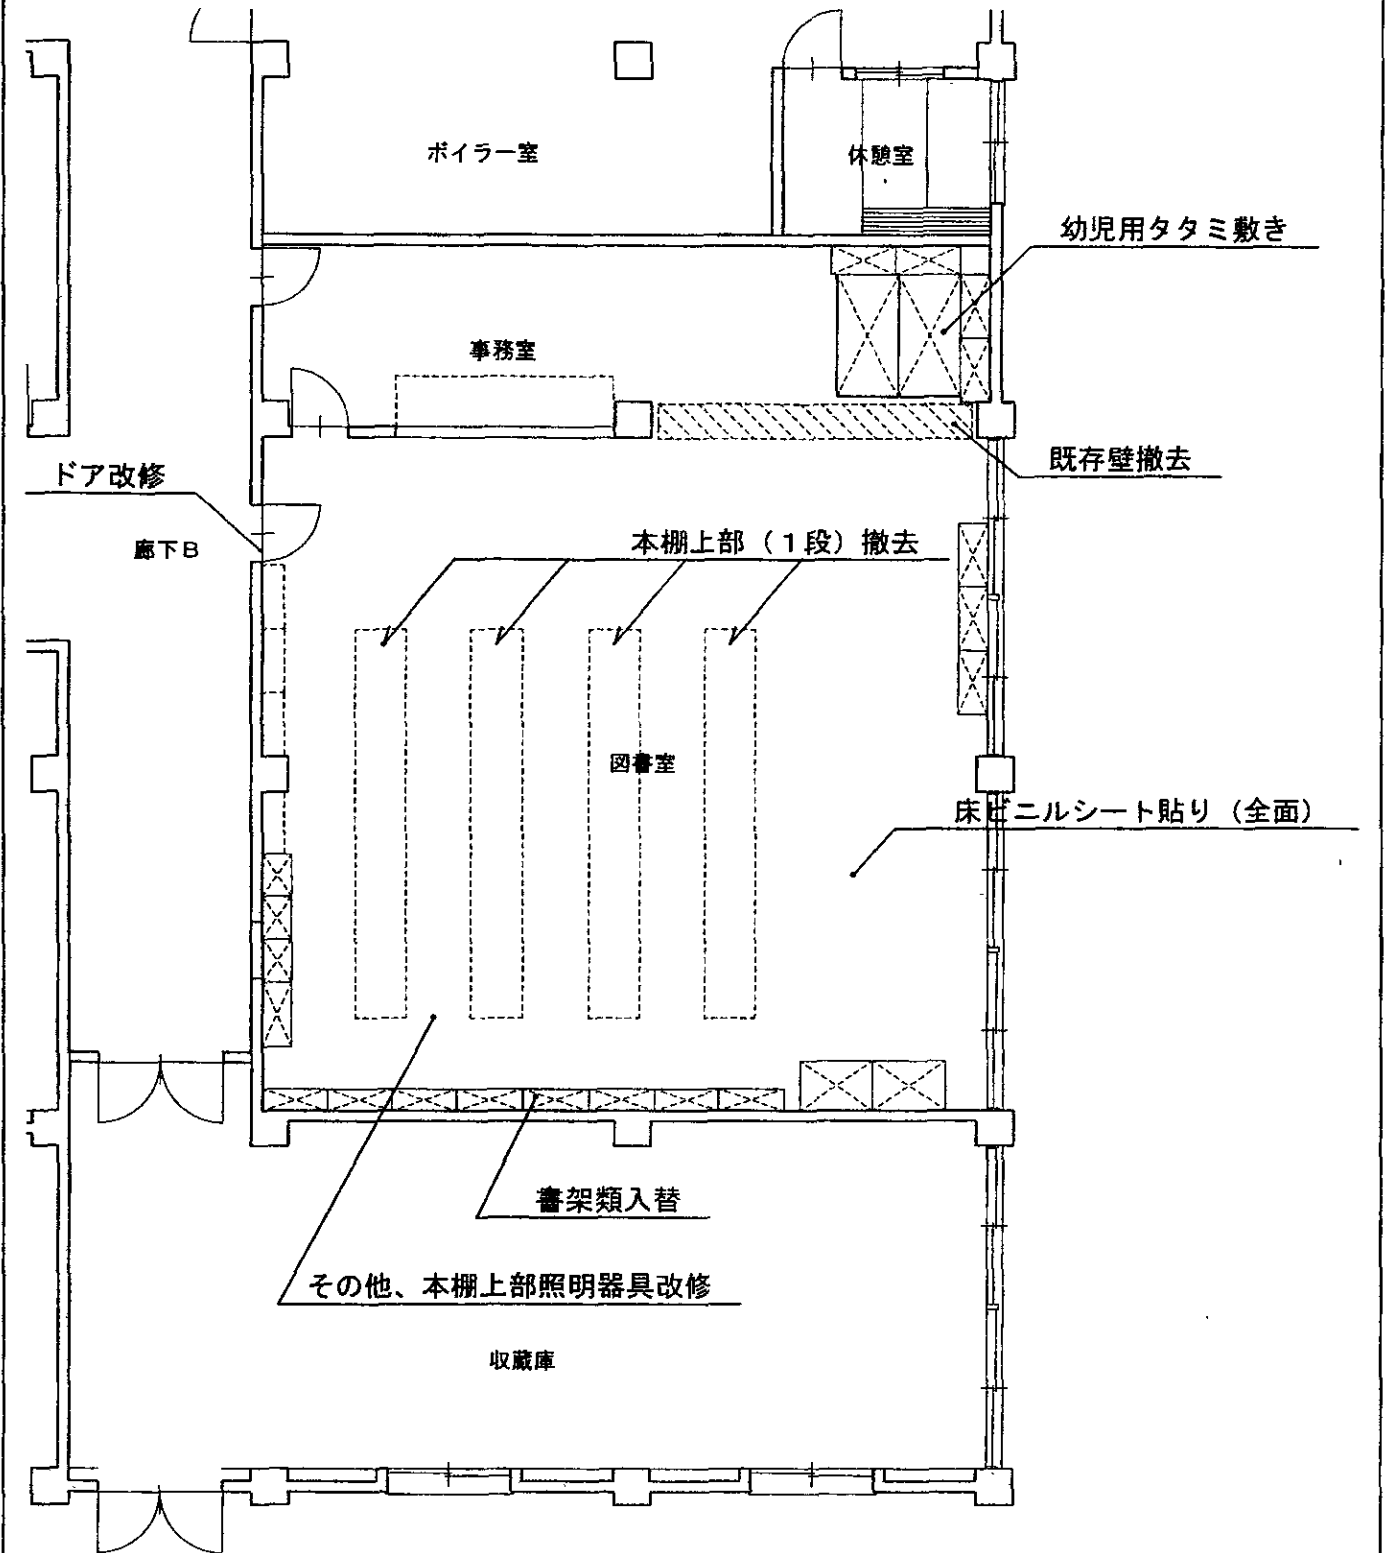 ボイラー室
休憩室
幼児用タタミ敷き
事務室
既存壁撤去
ドア改修
廊下B
本棚上部（1段）撤去
図書室
床ビニルシート貼り（全面）
書架類入替
その他、本棚上部照明器具改修
収蔵庫